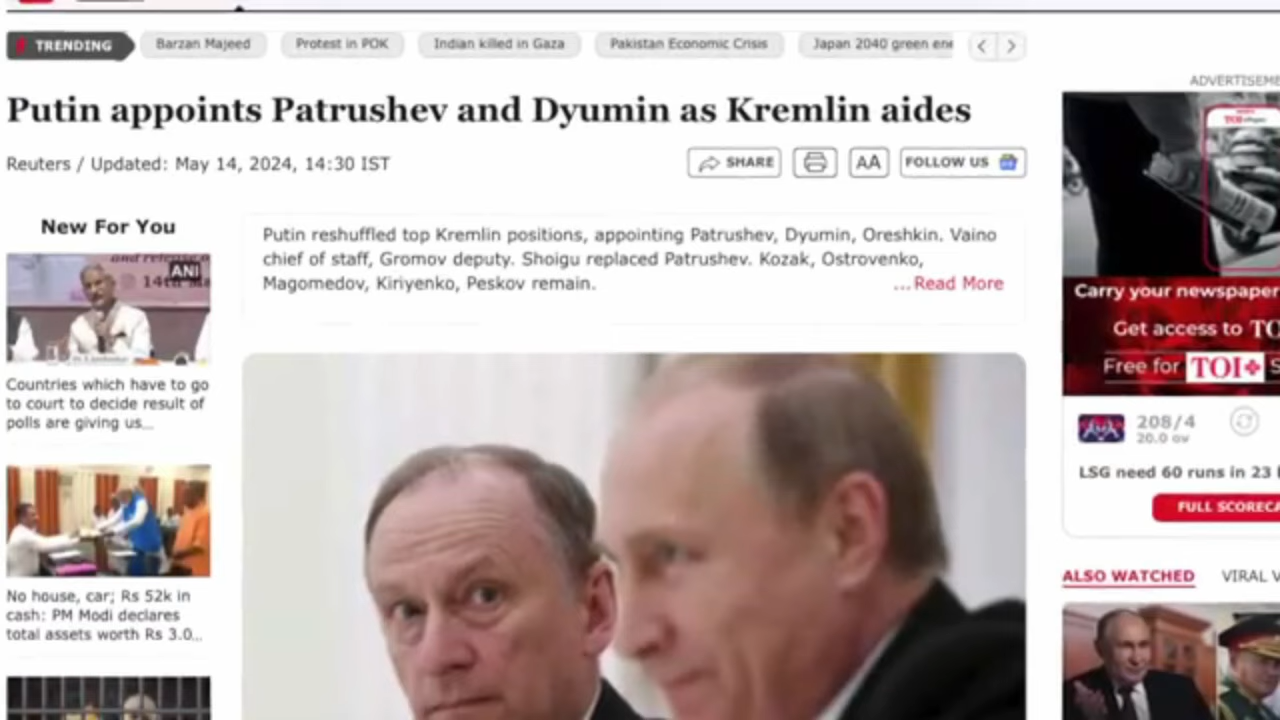 TRENDING
Barzan Majeed
Protest in POK
Indian killed in Gaza
Pakistan Economic Crisis
Japan 2040 green ene
ADVERTISEME
Putin appoints Patrushev and Dyumin as Kremlin aides
Reuters / Updated: May 14, 2024, 14:30 IST
SHARE
AA
FOLLOW US
New For You
ANI
14th
Countries which have to go
to court to decide result of
polls are giving us...
No house, car; Rs 52k in
cash: PM Modi declares
total assets worth Rs 3.0...
Putin reshuffled top Kremlin positions, appointing Patrushev, Dyumin, Oreshkin. Vaino
chief of staff, Gromov deputy. Shoigu replaced Patrushev. Kozak, Ostrovenko,
Magomedov, Kiriyenko, Peskov remain.
...Read More
TOI
Carry your newspaper
Get access to TO
Free for TOI S
208/4
20.0 ov
LSG need 60 runs in 23
FULL SCORECA
ALSO WATCHED
VIRAL V